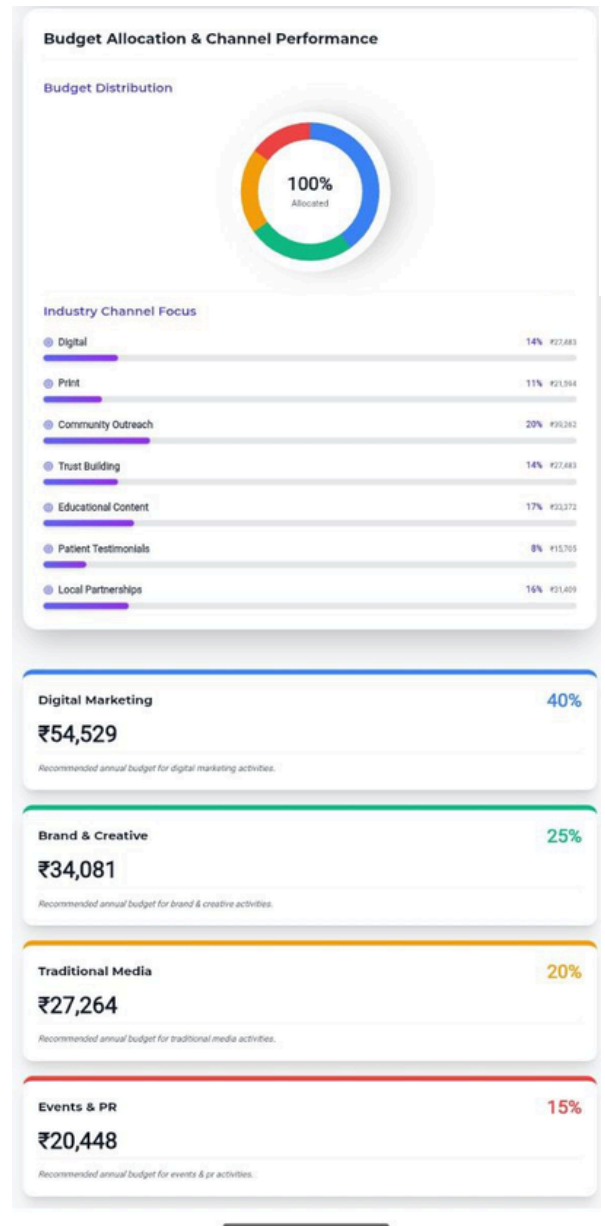 Budget Allocation & Channel Performance
Budget Distribution
100%
Allocated
Industry Channel Focus
Digital 14% ₹27,483
Print 11% ₹21,594
Community Outreach 20% ₹39,262
Trust Building 14% ₹27,483
Educational Content 17% ₹33,372
Patient Testimonials 8% ₹15,705
Local Partnerships 16% ₹31,409
Digital Marketing 40%
₹54,529
Recommended annual budget for digital marketing activities.
Brand & Creative 25%
₹34,081
Recommended annual budget for brand & creative activities.
Traditional Media 20%
₹27,264
Recommended annual budget for traditional media activities.
Events & PR 15%
₹20,448
Recommended annual budget for events & pr activities.